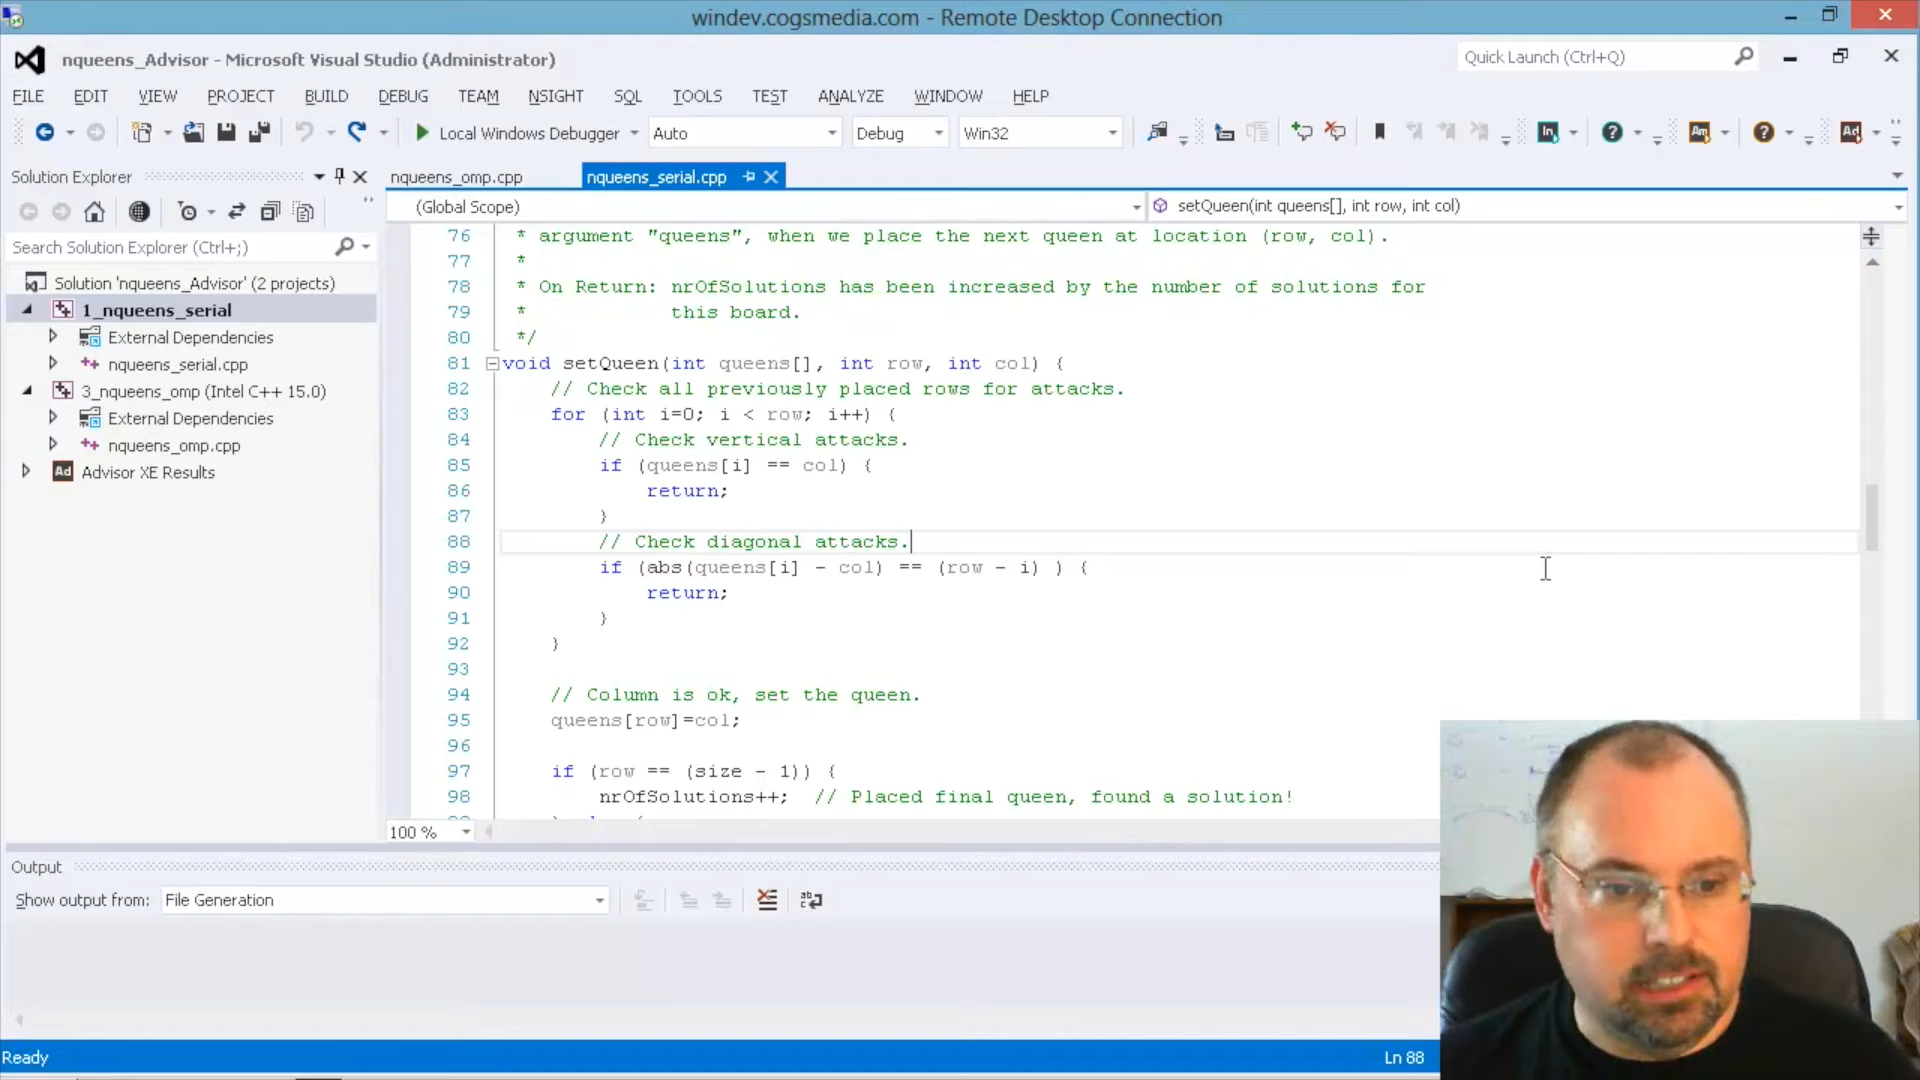 windev.cogsmedia.com - Remote Desktop Connection
nqueens_Advisor - Microsoft Visual Studio (Administrator)
Quick Launch (Ctrl+Q)
FILE EDIT VIEW PROJECT BUILD DEBUG TEAM NSIGHT SQL TOOLS TEST ANALYZE WINDOW HELP
Local Windows Debugger Auto Debug Win32 In ? Am ? Ad
Solution Explorer
nqueens_omp.cpp nqueens_serial.cpp
(Global Scope) setQueen(int queens[], int row, int col)
Search Solution Explorer (Ctrl+;)
Solution 'nqueens_Advisor' (2 projects)
1_nqueens_serial
External Dependencies
nqueens_serial.cpp
3_nqueens_omp (Intel C++ 15.0)
External Dependencies
nqueens_omp.cpp
Ad Advisor XE Results
76 * argument "queens", when we place the next queen at location (row, col).
77 *
78 * On Return: nrOfSolutions has been increased by the number of solutions for
79 * this board.
80 */
81 void setQueen(int queens[], int row, int col) {
82 // Check all previously placed rows for attacks.
83 for (int i=0; i < row; i++) {
84 // Check vertical attacks.
85 if (queens[i] == col) {
86 return;
87 }
88 // Check diagonal attacks.
89 if (abs(queens[i] - col) == (row - i) ) {
90 return;
91 }
92 }
93
94 // Column is ok, set the queen.
95 queens[row]=col;
96
97 if (row == (size - 1)) {
98 nrOfSolutions++; // Placed final queen, found a solution!
100 %
Output
Show output from: File Generation
Ready Ln 88